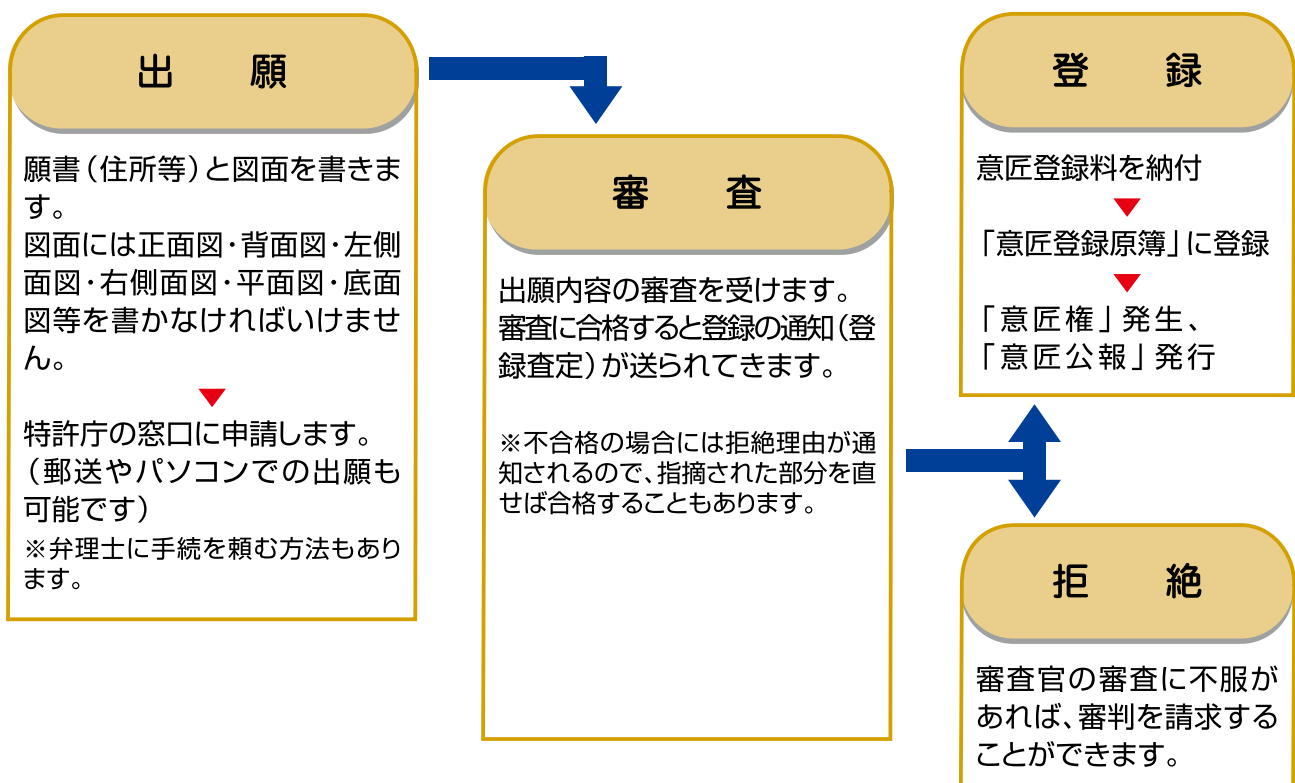 出 願
願書（住所等）と図面を書きま
す。
図面には正面図・背面図・左側
面図・右側面図・平面図・底面
図等を書かなければいけませ
ん。
特許庁の窓口に申請します。
（郵送やパソコンでの出願も
可能です）
※弁理士に手続を頼む方法もあり
ます。
審 査
出願内容の審査を受けます。
審査に合格すると登録の通知（登
録査定）が送られてきます。
※不合格の場合には拒絶理由が通
知されるので、指摘された部分を直
せば合格することもあります。
登 録
意匠登録料を納付
「意匠登録原簿」に登録
「意匠権」発生、
「意匠公報」発行
拒 絶
審査官の審査に不服が
あれば、審判を請求する
ことができます。